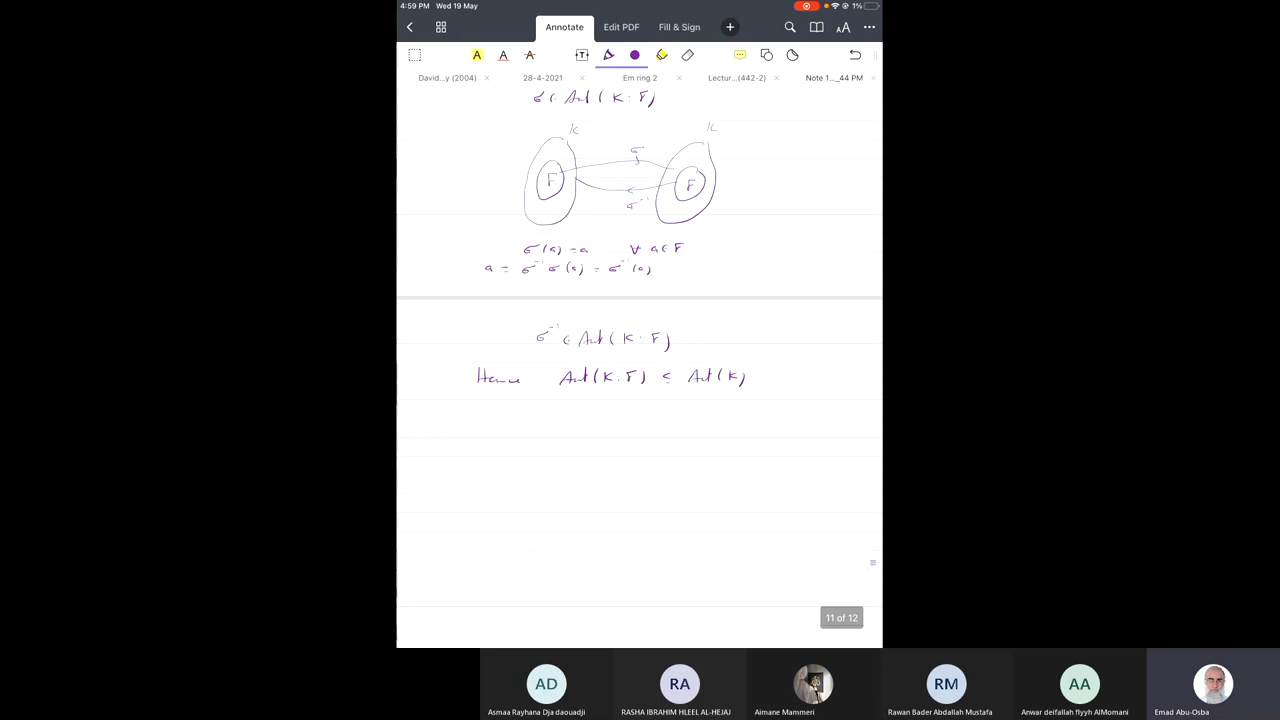 4:59 PM Wed 19 May 1%
Annotate Edit PDF Fill & Sign
David...y (2004) 28-4-2021 Em ring 2 Lectur...(442-2) Note 1..._44 PM
σ ∈ Aut(K:F)
K K
σ
F F
σ⁻¹
σ(a) = a ∀ a ∈ F
a = σ⁻¹ σ(a) = σ⁻¹(a)
σ⁻¹ ∈ Aut(K:F)
Hence Aut(K:F) ≤ Aut(K)
11 of 12
AD RA RM AA
Asmaa Rayhana Dja daouadji RASHA IBRAHIM HLEEL AL-HEJAJ Aimane Mammeri Rawan Bader Abdallah Mustafa Anwar deifallah flyyh AlMomani Emad Abu-Osba